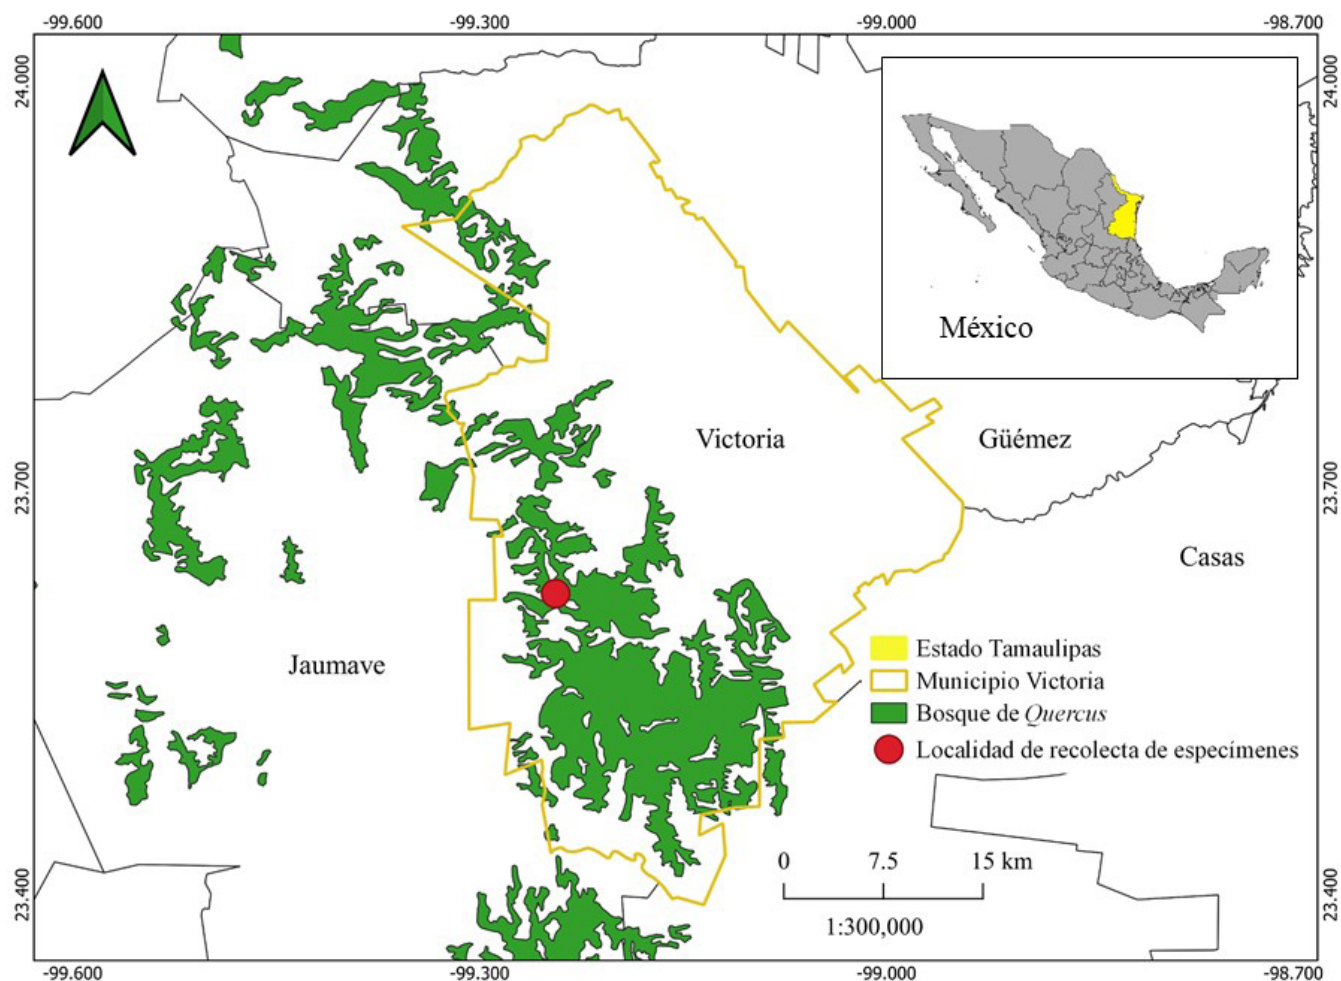 -99.600 -99.300 -99.000 -98.700
24.000 24.000
México
Victoria Güémez
23.700 23.700
Casas
Jaumave
Estado Tamaulipas
Municipio Victoria
Bosque de Quercus
Localidad de recolecta de especímenes
0 7.5 15 km
1:300,000
23.400 23.400
-99.600 -99.300 -99.000 -98.700